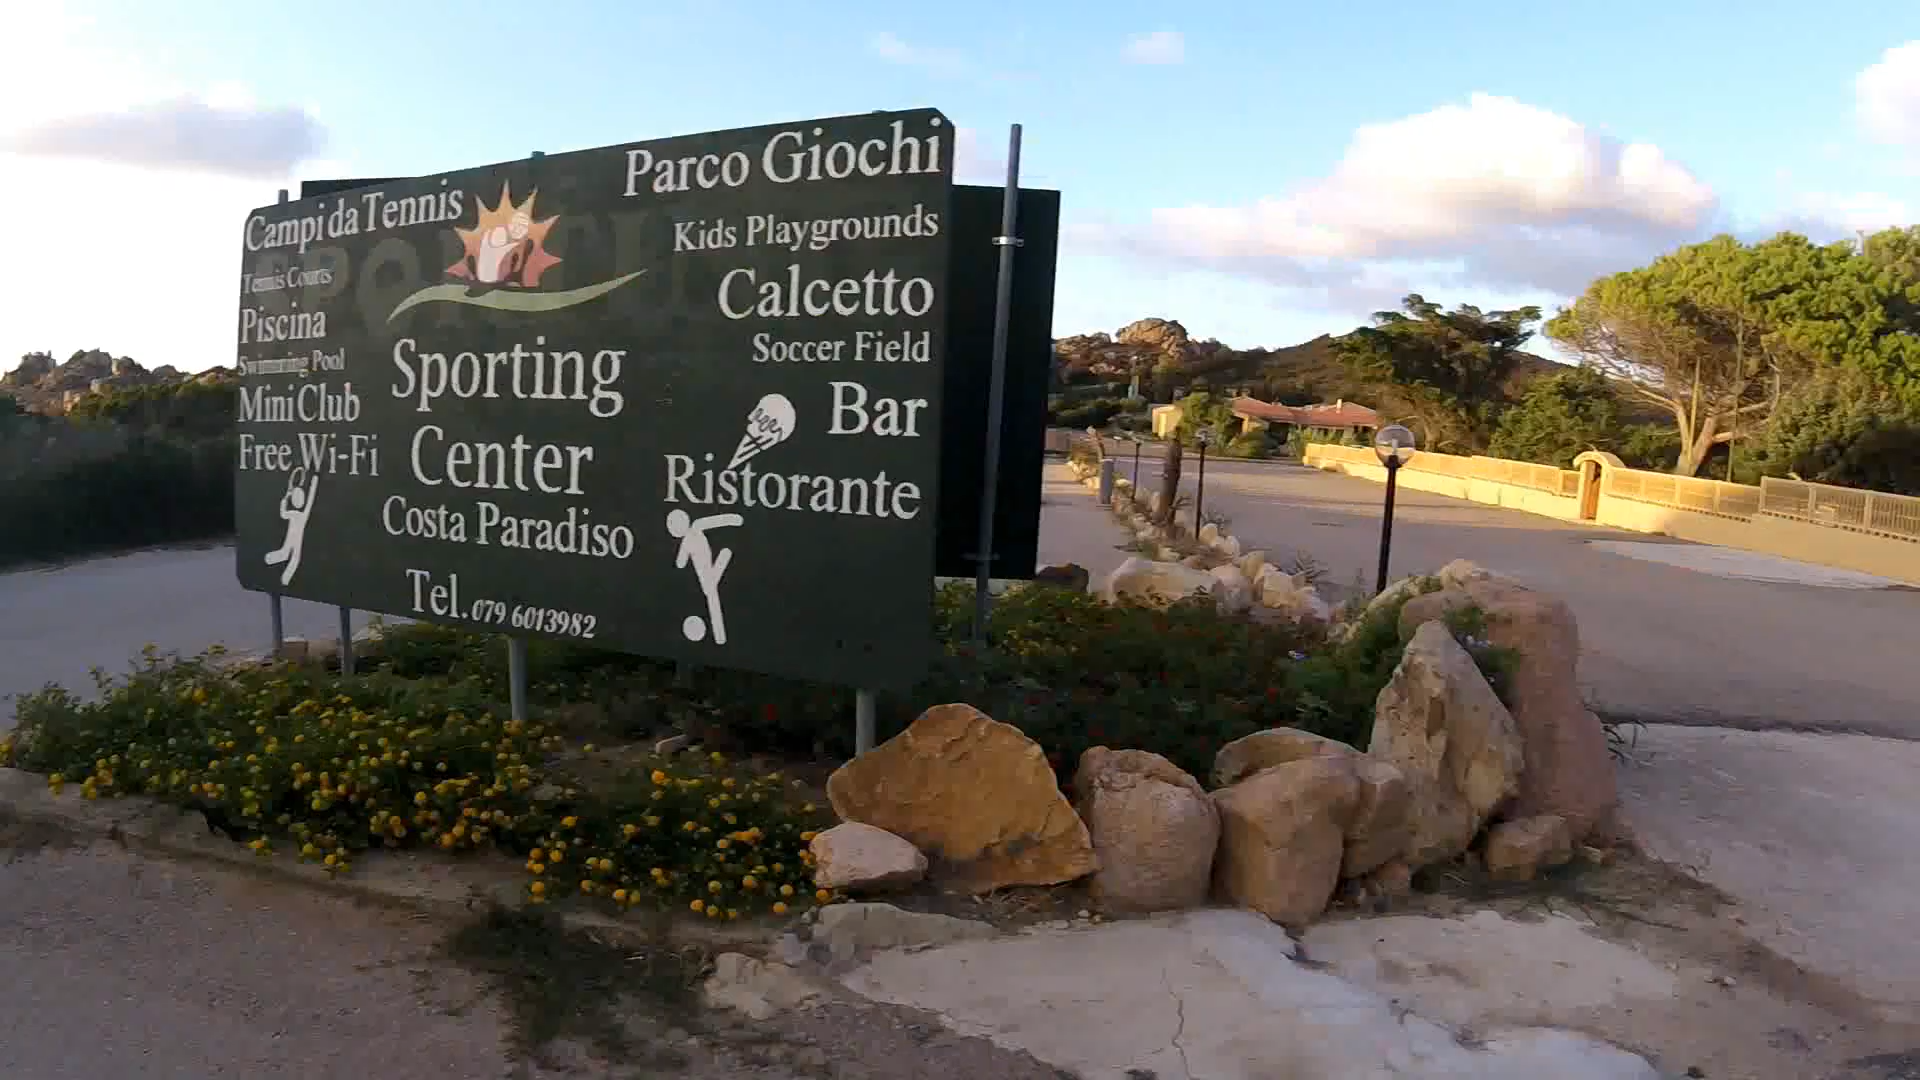 Campi da Tennis
Tennis Courts
Piscina
Swimming Pool
Mini Club
Free Wi-Fi
Sporting
Center
Costa Paradiso
Tel. 079 6013982
Parco Giochi
Kids Playgrounds
Calcetto
Soccer Field
Bar
Ristorante